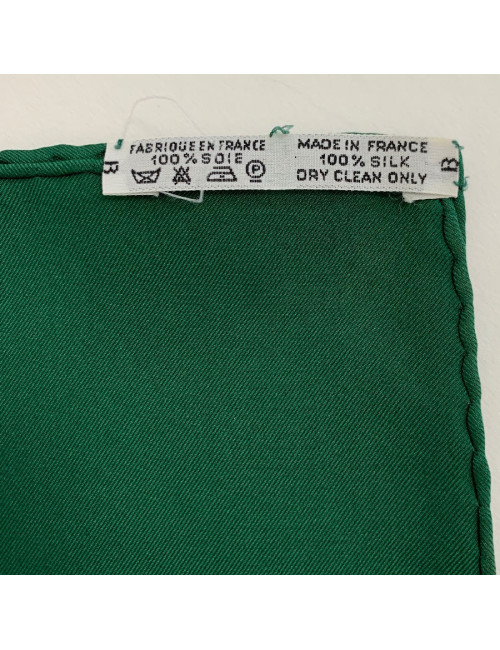 FABRIQUE EN FRANCE
100% SOIE
MADE IN FRANCE
100% SILK
DRY CLEAN ONLY
B
B
P